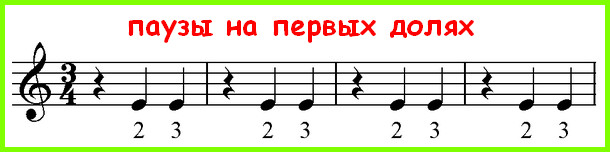 паузы на первых долях
3
4
2 3 2 3 2 3 2 3